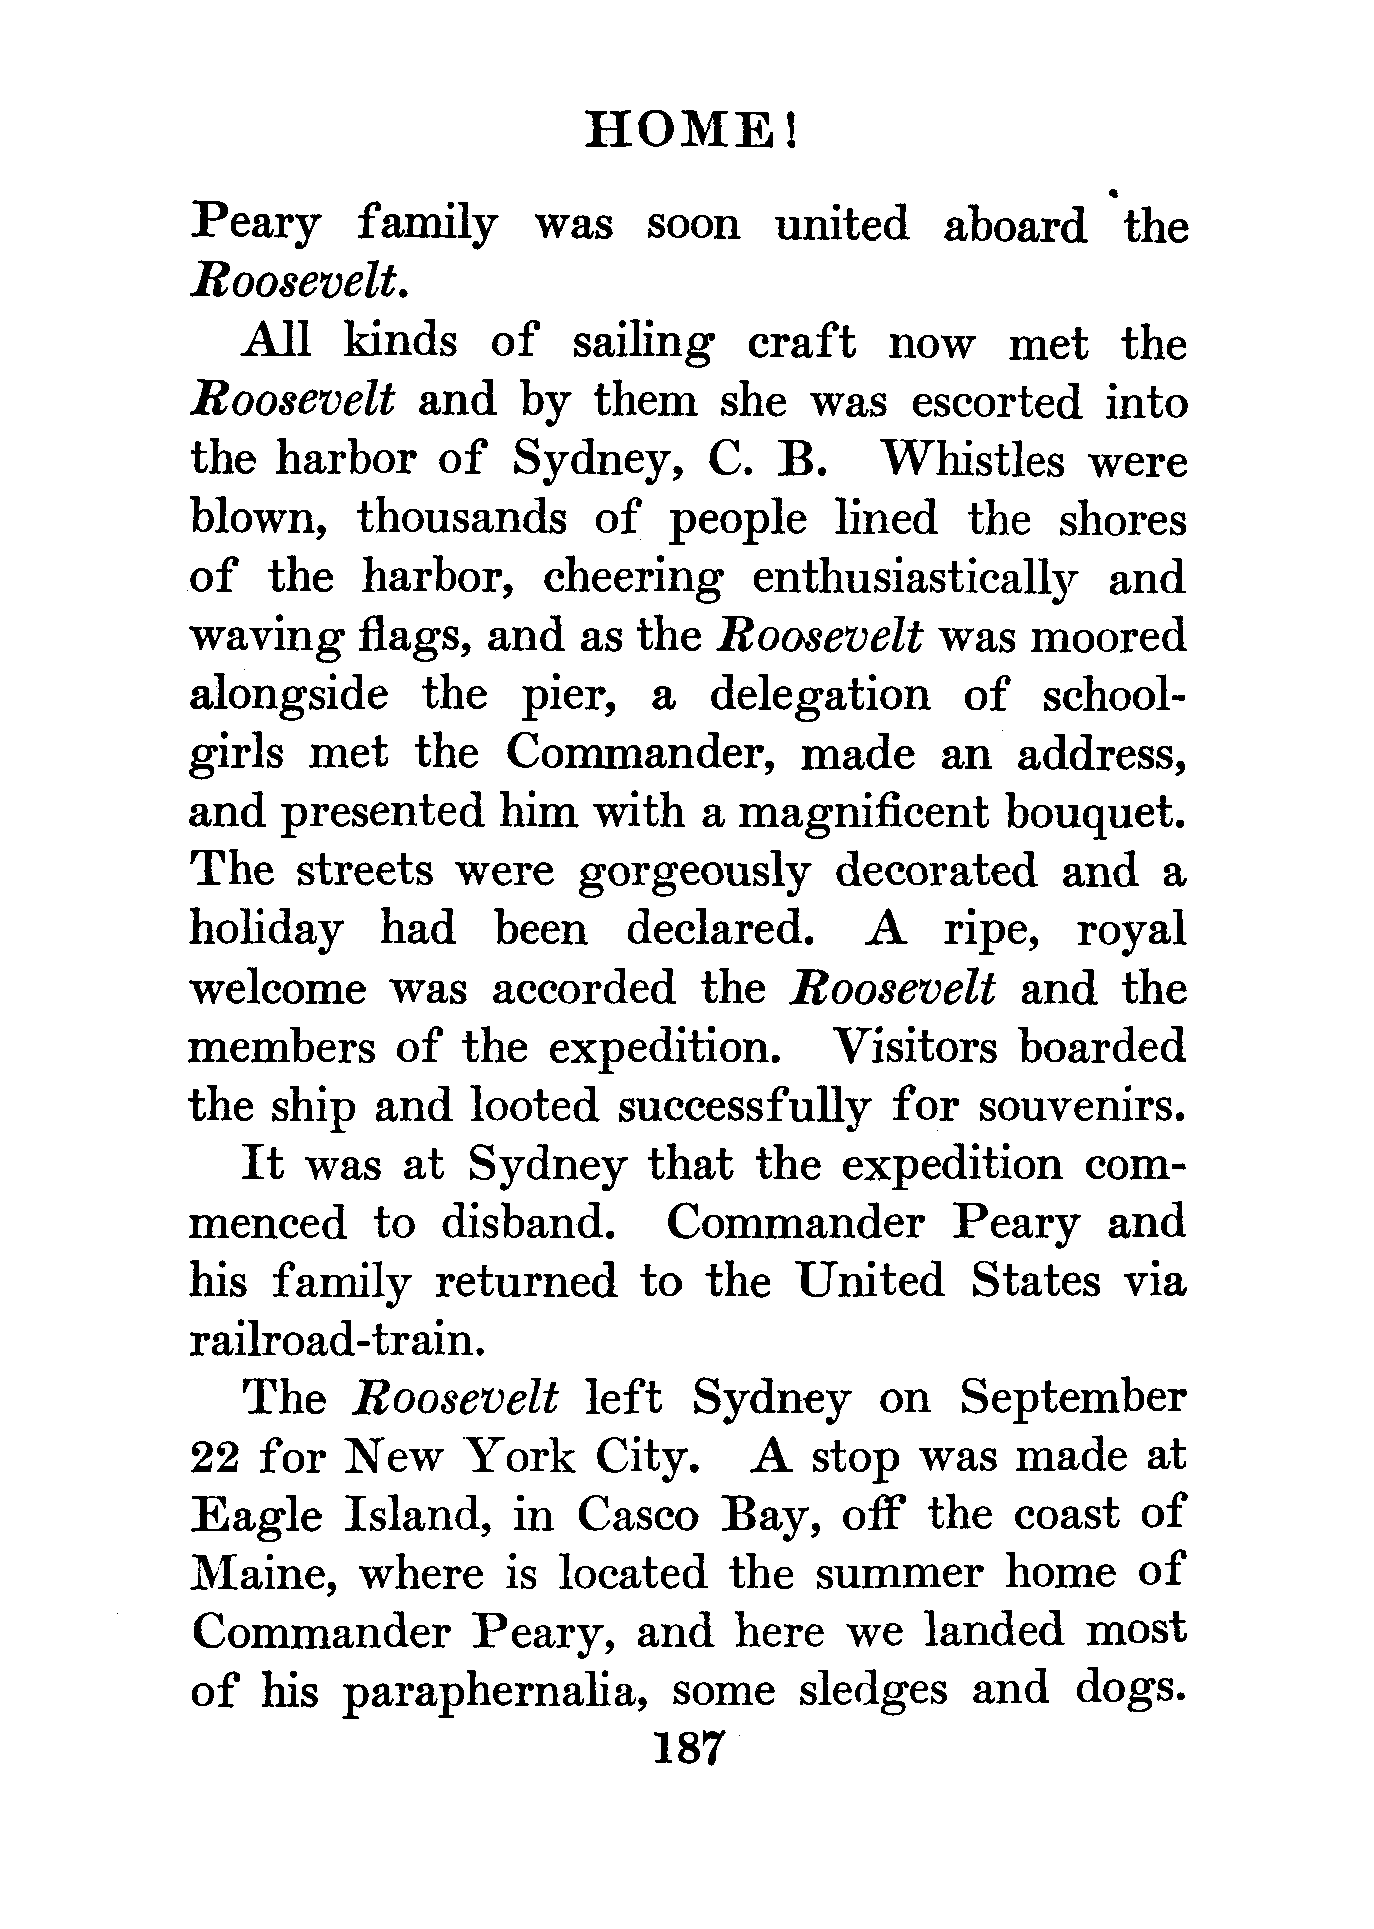 HOME!
Peary family was soon united aboard the
Roosevelt.
All kinds of sailing craft now met the
Roosevelt and by them she was escorted into
the harbor of Sydney, C. B. Whistles were
blown, thousands of people lined the shores
of the harbor, cheering enthusiastically and
waving flags, and as the Roosevelt was moored
alongside the pier, a delegation of school-
girls met the Commander, made an address,
and presented him with a magnificent bouquet.
The streets were gorgeously decorated and a
holiday had been declared. A ripe, royal
welcome was accorded the Roosevelt and the
members of the expedition. Visitors boarded
the ship and looted successfully for souvenirs.
It was at Sydney that the expedition com-
menced to disband. Commander Peary and
his family returned to the United States via
railroad-train.
The Roosevelt left Sydney on September
22 for New York City. A stop was made at
Eagle Island, in Casco Bay, off the coast of
Maine, where is located the summer home of
Commander Peary, and here we landed most
of his paraphernalia, some sledges and dogs.
187